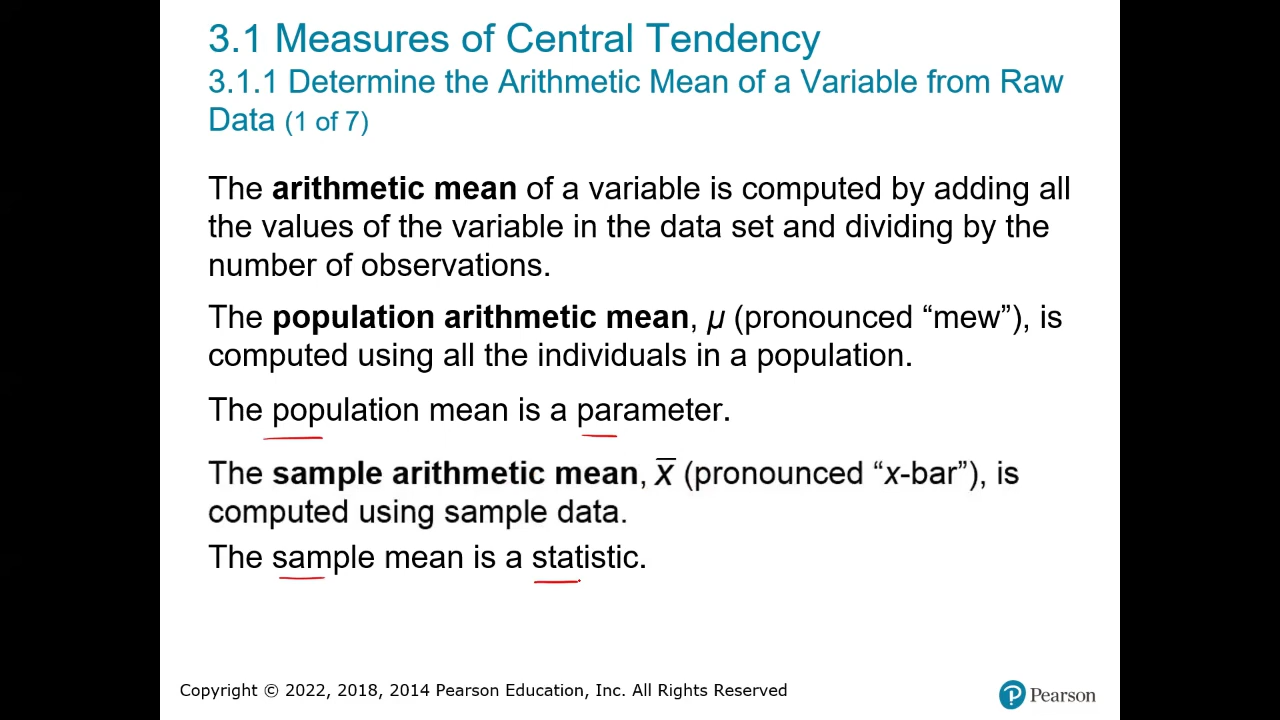 3.1 Measures of Central Tendency
3.1.1 Determine the Arithmetic Mean of a Variable from Raw
Data (1 of 7)
The arithmetic mean of a variable is computed by adding all
the values of the variable in the data set and dividing by the
number of observations.
The population arithmetic mean, μ (pronounced “mew”), is
computed using all the individuals in a population.
The population mean is a parameter.
The sample arithmetic mean, x̅ (pronounced “x-bar”), is
computed using sample data.
The sample mean is a statistic.
Copyright © 2022, 2018, 2014 Pearson Education, Inc. All Rights Reserved
P Pearson